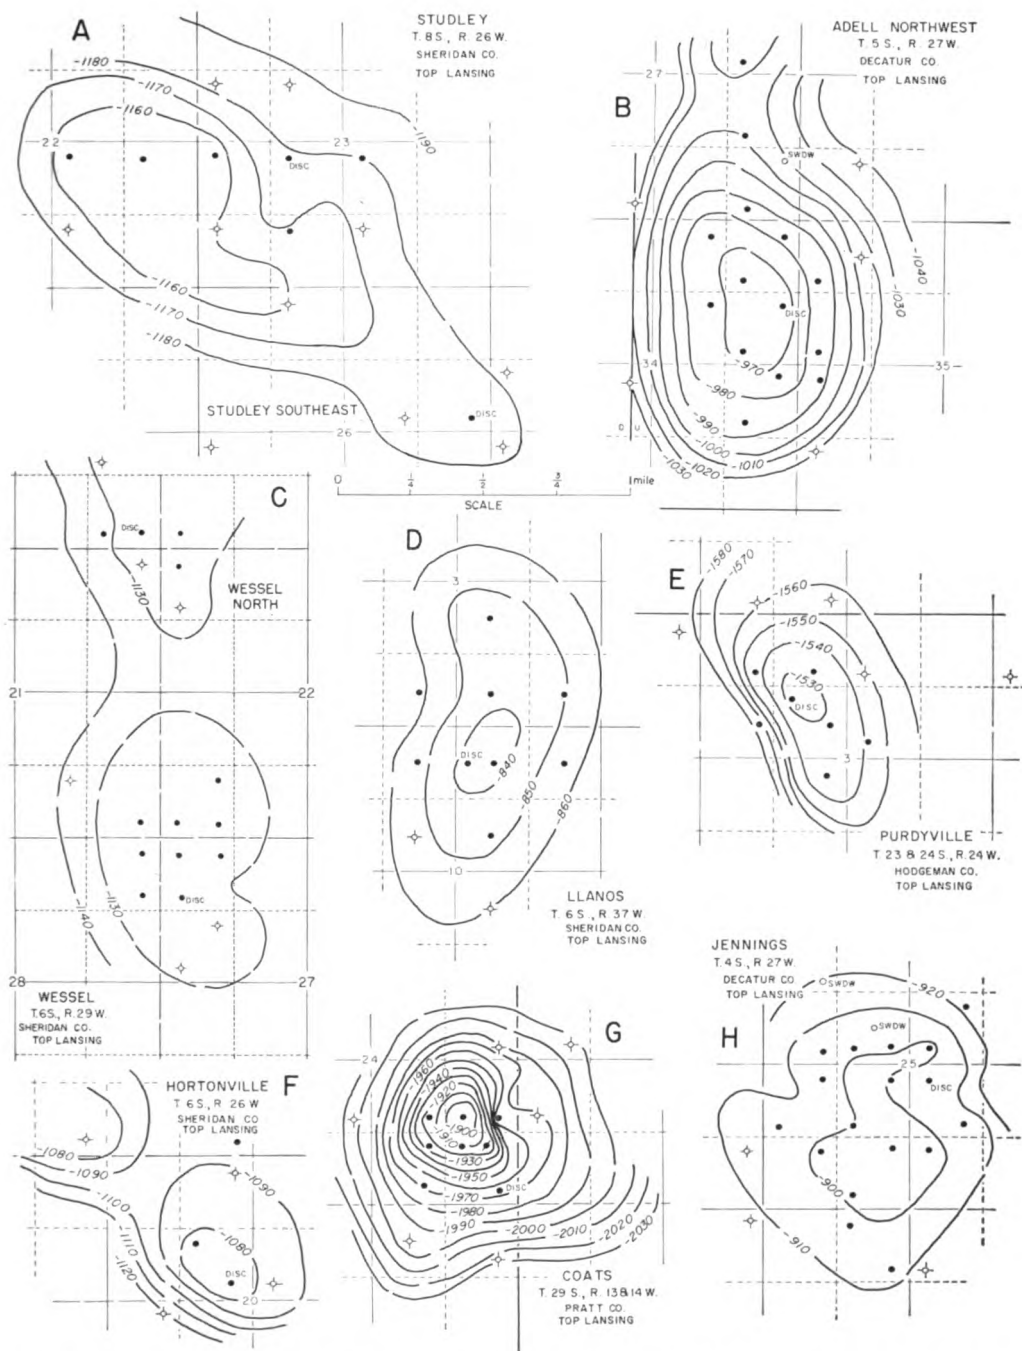 A
STUDLEY
T. 8 S., R. 26 W.
SHERIDAN CO.
TOP LANSING
-1180
-1170
-1160
-1190
22
23
DISC
-1160
-1170
-1180
STUDLEY SOUTHEAST
DISC
26
ADELL NORTHWEST
T. 5 S., R. 27 W.
DECATUR CO.
TOP LANSING
27
B
SWDW
-1040
-1030
DISC
34
-970
35
-980
-990
-1000
-1010
-1020
-1030
D U
0 1/4 1/2 3/4 1 mile
SCALE
C
DISC
-1130
WESSEL
NORTH
21
22
DISC
-1130
-1140
28
27
WESSEL
T. 6 S., R. 29 W.
SHERIDAN CO.
TOP LANSING
D
3
DISC
-840
-850
-860
10
LLANOS
T. 6 S., R. 37 W.
SHERIDAN CO.
TOP LANSING
E
-1580
-1570
-1560
-1550
-1540
-1530
DISC
3
PURDYVILLE
T. 23 & 24 S., R. 24 W.
HODGEMAN CO.
TOP LANSING
HORTONVILLE
T. 6 S., R. 26 W
SHERIDAN CO
TOP LANSING
F
-1080
-1090
-1100
-1110
-1120
-1090
-1080
DISC
20
G
24
-1960
-1940
-1920
-1900
-1910
-1930
-1950
DISC
-1970
-1980
-1990
-2000
-2010
-2020
-2030
COATS
T. 29 S., R. 13 & 14 W.
PRATT CO.
TOP LANSING
JENNINGS
T. 4 S., R. 27 W.
DECATUR CO
TOP LANSING
SWDW
-920
SWDW
H
25
DISC
-900
-910